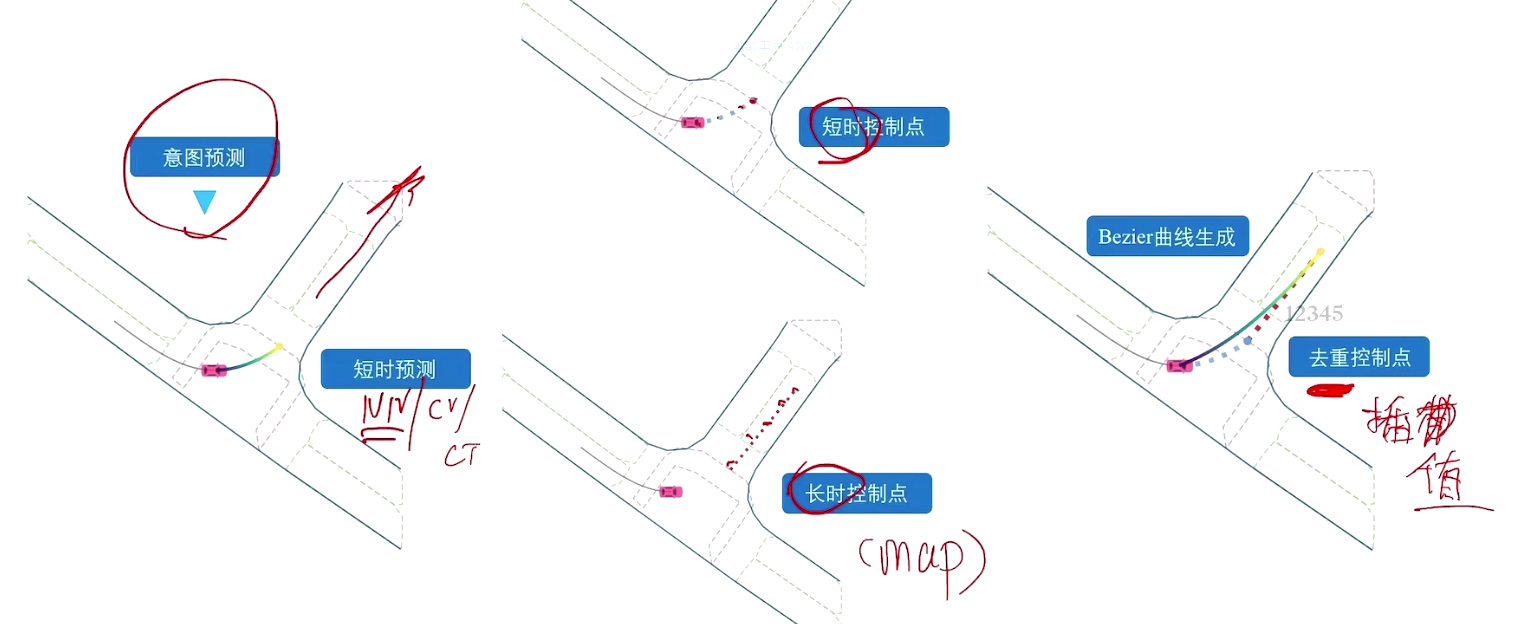 意图预测
短时预测
NN/CV/
CT
短时控制点
长时控制点
(map)
Bezier曲线生成
12345
去重控制点
插
值